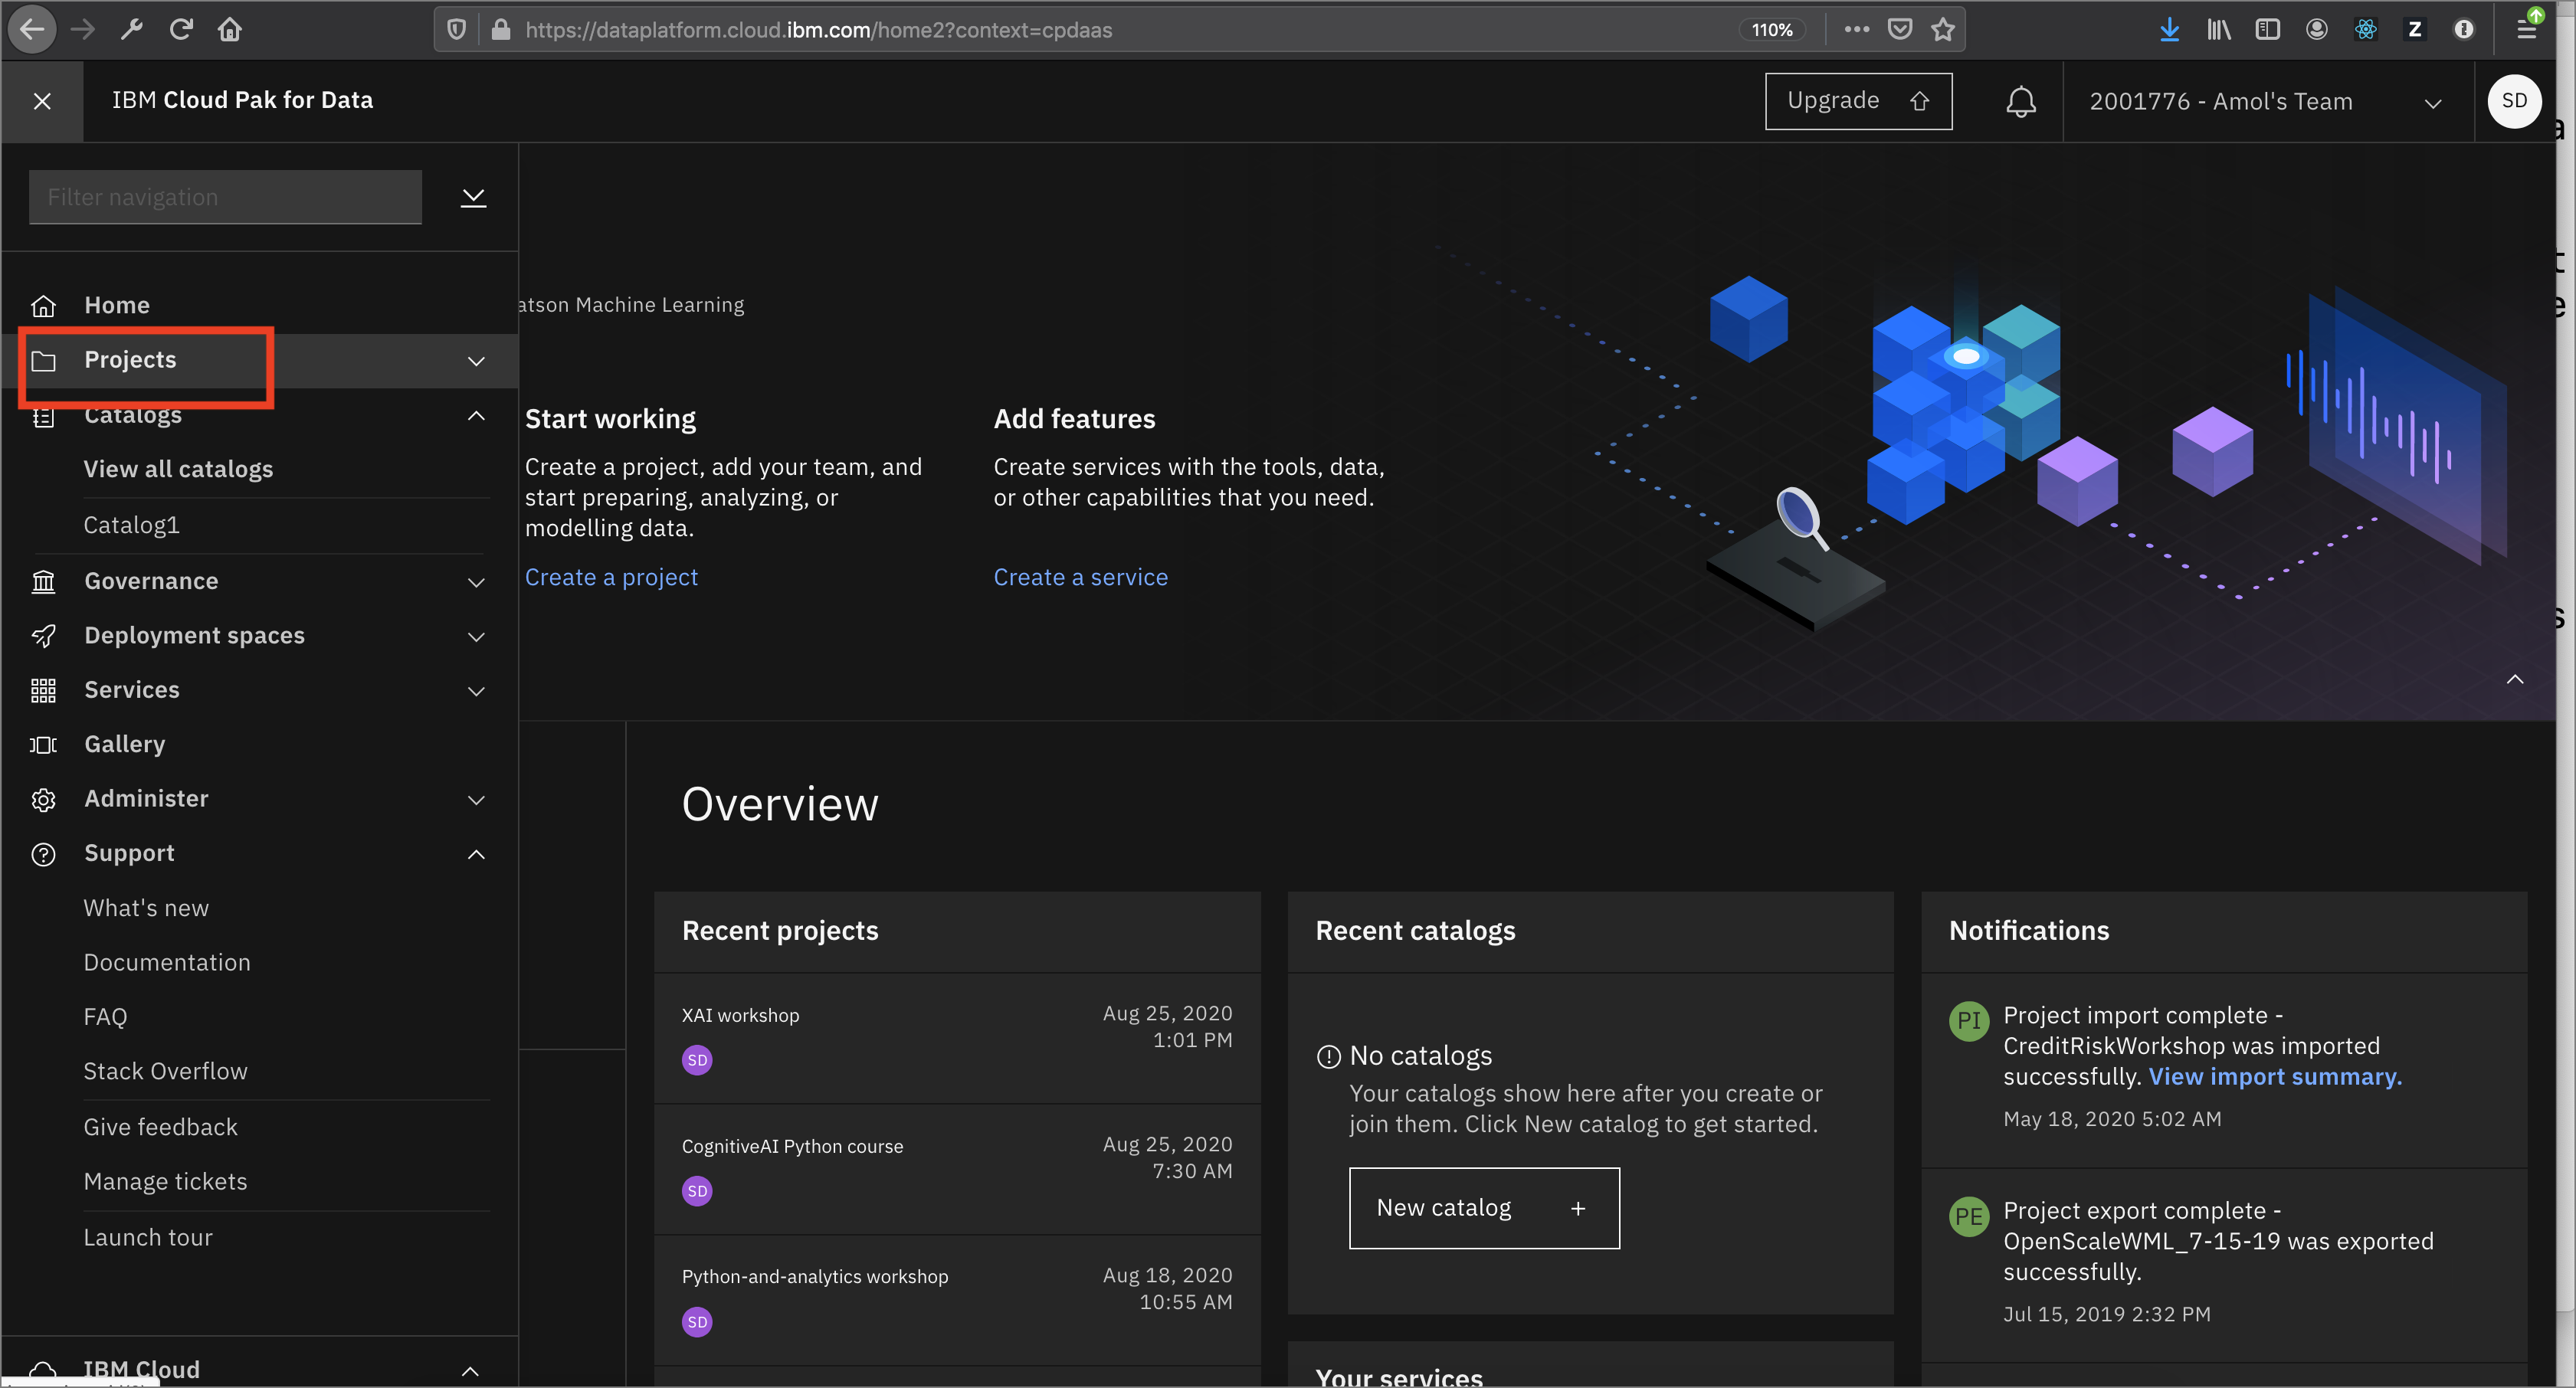 https://dataplatform.cloud.ibm.com/home2?context=cpdaas
110%
Z
IBM Cloud Pak for Data
Upgrade
2001776 - Amol's Team
SD
Filter navigation
Home
Projects
Catalogs
View all catalogs
Catalog1
Governance
Deployment spaces
Services
Gallery
Administer
Support
What's new
Documentation
FAQ
Stack Overflow
Give feedback
Manage tickets
Launch tour
IBM Cloud
atson Machine Learning
Start working
Create a project, add your team, and
start preparing, analyzing, or
modelling data.
Create a project
Add features
Create services with the tools, data,
or other capabilities that you need.
Create a service
Overview
Recent projects
XAI workshop
Aug 25, 2020
1:01 PM
SD
CognitiveAI Python course
Aug 25, 2020
7:30 AM
SD
Python-and-analytics workshop
Aug 18, 2020
10:55 AM
SD
Recent catalogs
No catalogs
Your catalogs show here after you create or
join them. Click New catalog to get started.
New catalog +
Your services
Notifications
PI
Project import complete -
CreditRiskWorkshop was imported
successfully. View import summary.
May 18, 2020 5:02 AM
PE
Project export complete -
OpenScaleWML_7-15-19 was exported
successfully.
Jul 15, 2019 2:32 PM